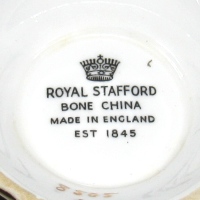 ROYAL STAFFORD
BONE CHINA
MADE IN ENGLAND
EST 1845